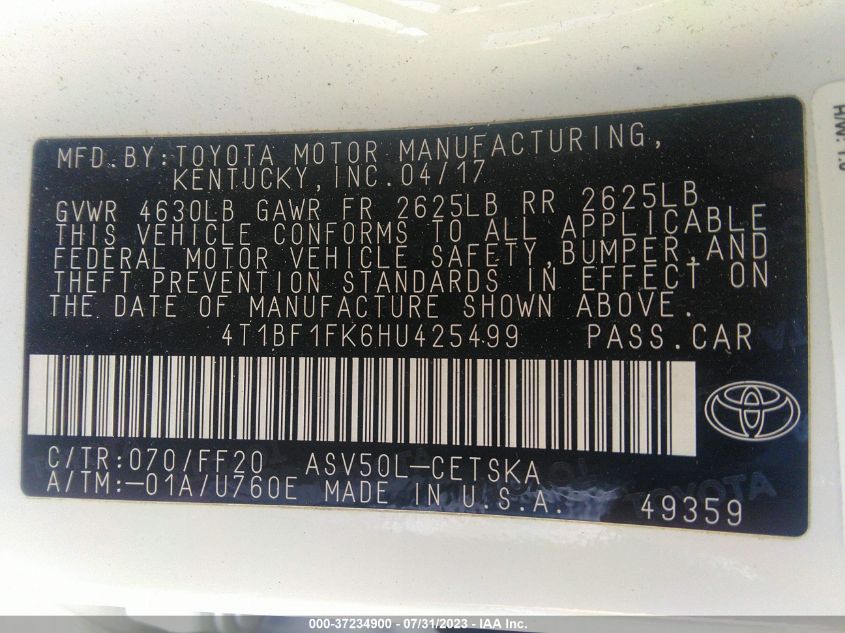 MFD.BY:TOYOTA MOTOR MANUFACTURING,
KENTUCKY,INC.04/17
GVWR 4630LB GAWR FR 2625LB RR 2625LB
THIS VEHICLE CONFORMS TO ALL APPLICABLE
FEDERAL MOTOR VEHICLE SAFETY,BUMPER,AND
THEFT PREVENTION STANDARDS IN EFFECT ON
THE DATE OF MANUFACTURE SHOWN ABOVE.
4T1BF1FK6HU425499 PASS.CAR
C/TR:070/FF20 ASV50L-CETSKA
A/TM:-01A/U760E MADE IN U.S.A.
49359
H/W: 1.0
000-37234900 - 07/31/2023 - IAA Inc.